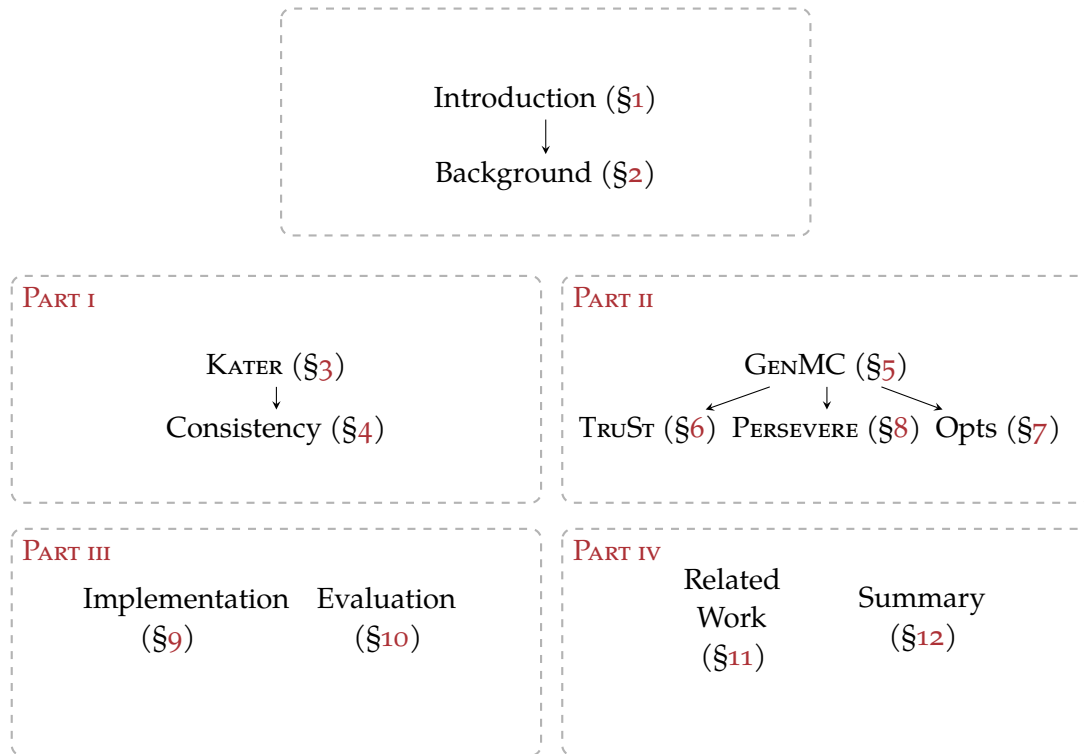 Introduction (§1)
Background (§2)
Part I
Kater (§3)
Consistency (§4)
Part II
GenMC (§5)
TruSt (§6) Persevere (§8) Opts (§7)
Part III
Implementation
(§9)
Evaluation
(§10)
Part IV
Related
Work
(§11)
Summary
(§12)